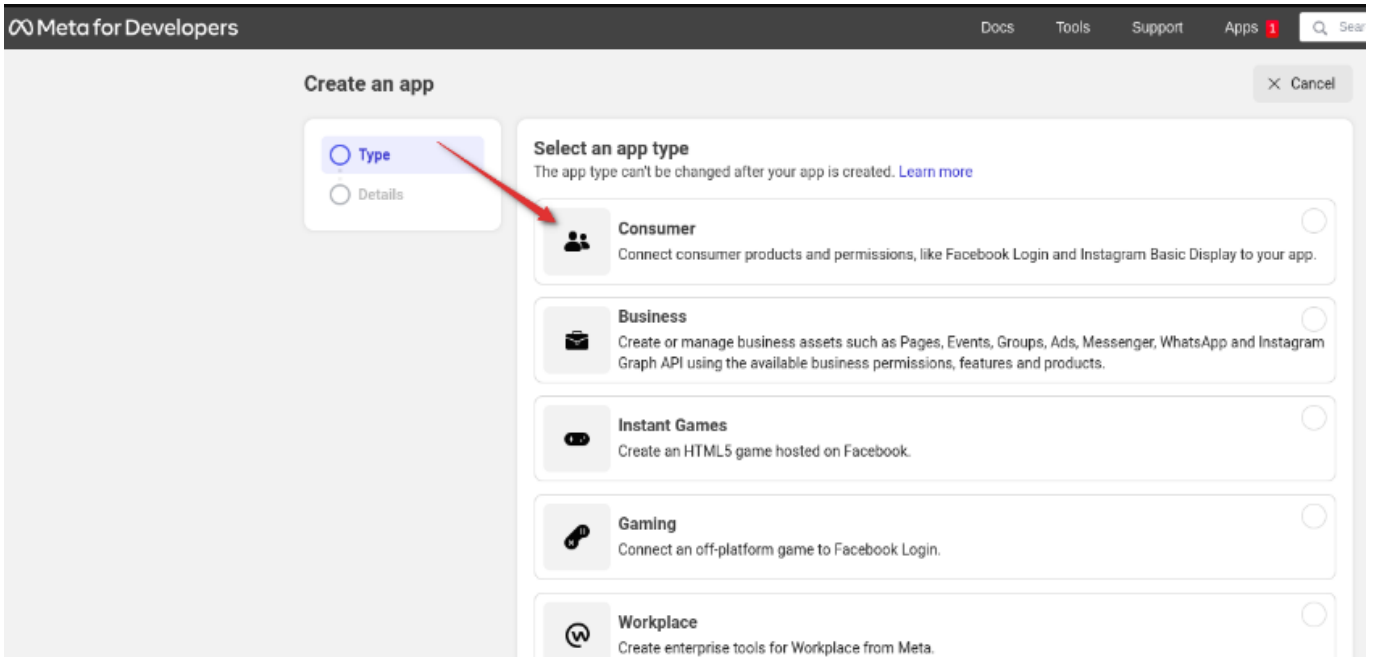 Meta for Developers
Docs Tools Support Apps 1
Create an app
Cancel
Type
Details
Select an app type
The app type can't be changed after your app is created. Learn more
Consumer
Connect consumer products and permissions, like Facebook Login and Instagram Basic Display to your app.
Business
Create or manage business assets such as Pages, Events, Groups, Ads, Messenger, WhatsApp and Instagram
Graph API using the available business permissions, features and products.
Instant Games
Create an HTML5 game hosted on Facebook.
Gaming
Connect an off-platform game to Facebook Login.
Workplace
Create enterprise tools for Workplace from Meta.